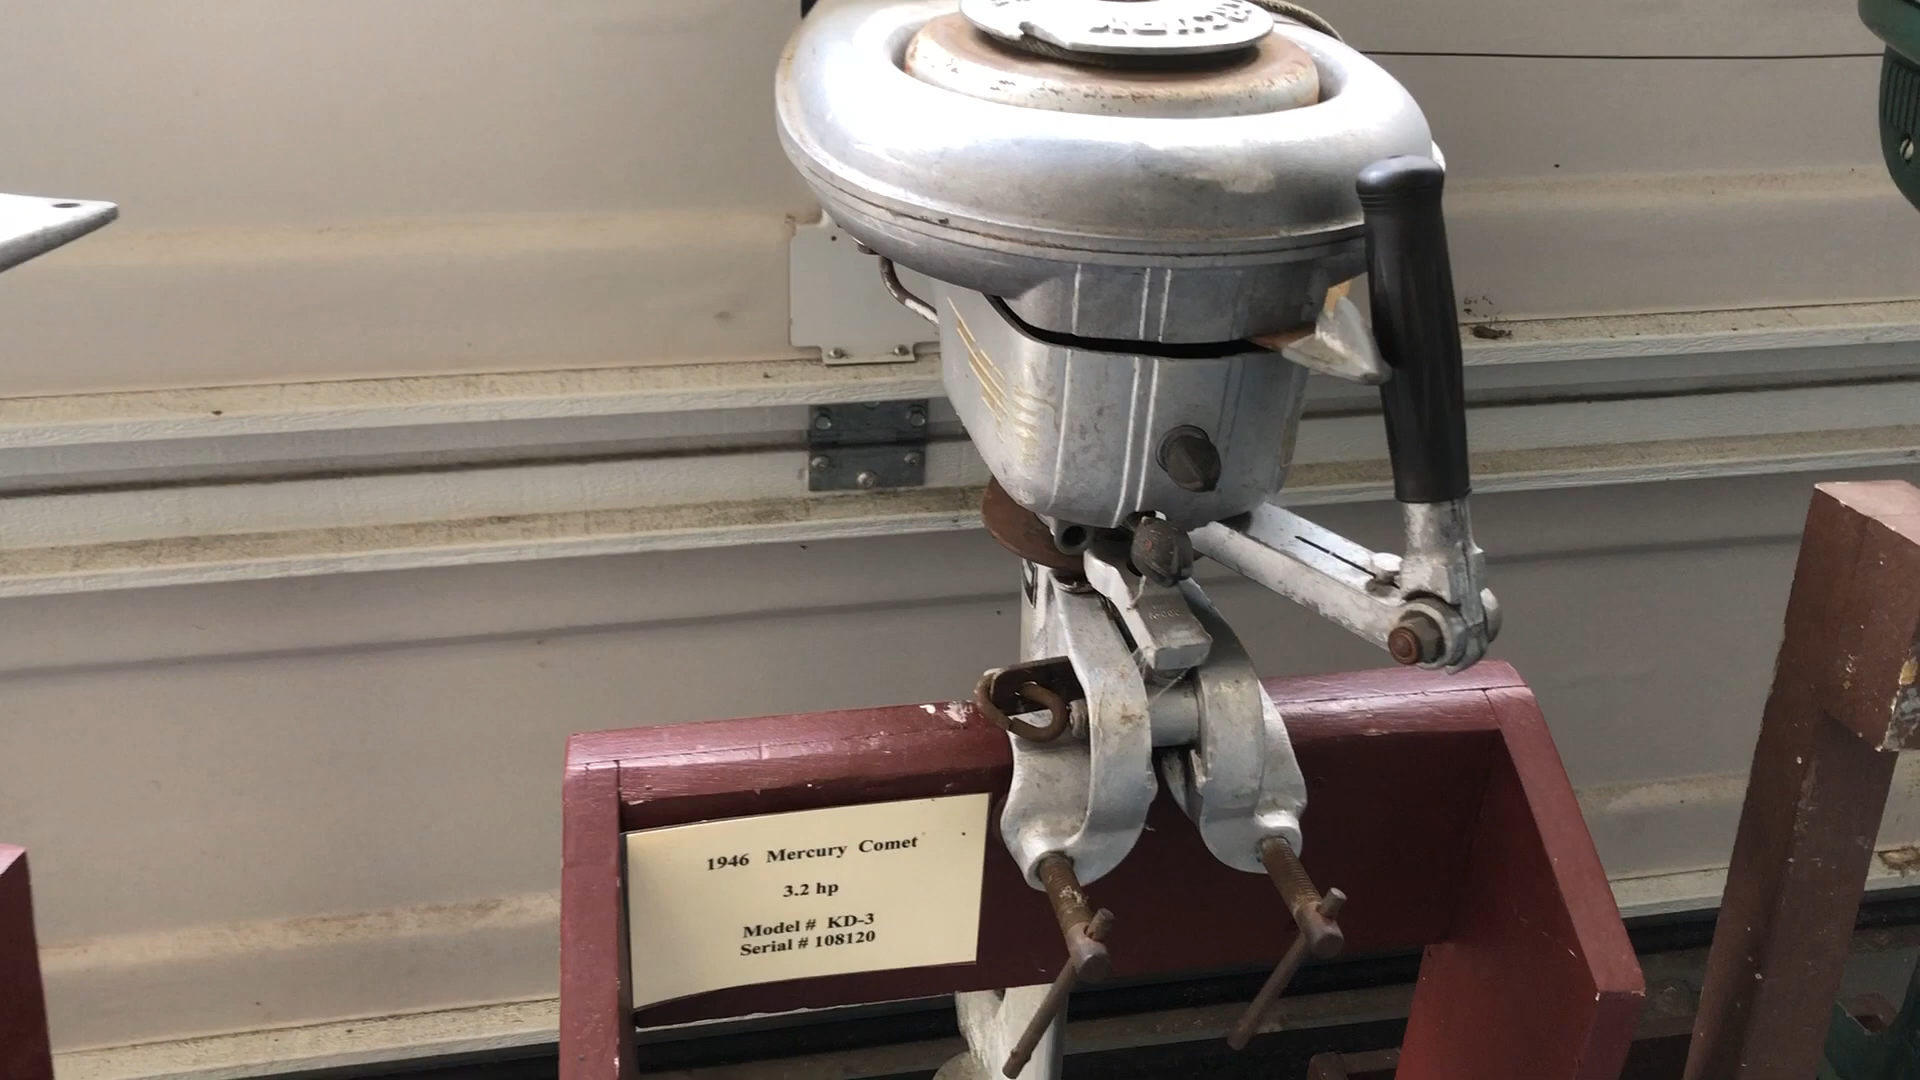 1946 Mercury Comet
3.2 hp
Model # KD-3
Serial # 108120